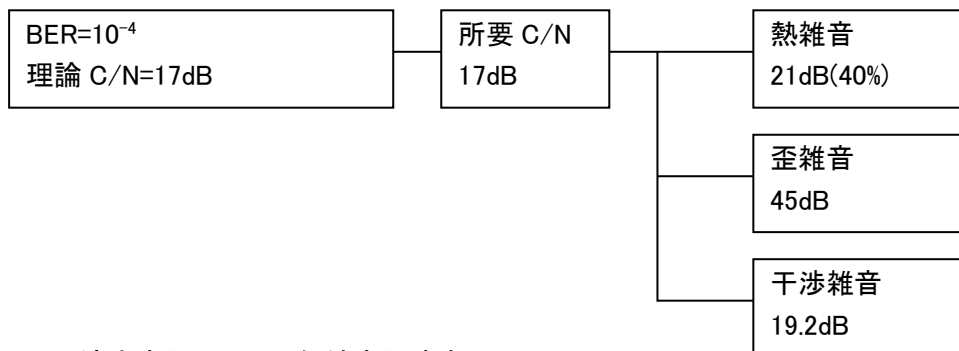 BER=10⁻⁴
理論 C/N=17dB
所要 C/N
17dB
熱雑音
21dB(40%)
歪雑音
45dB
干渉雑音
19.2dB